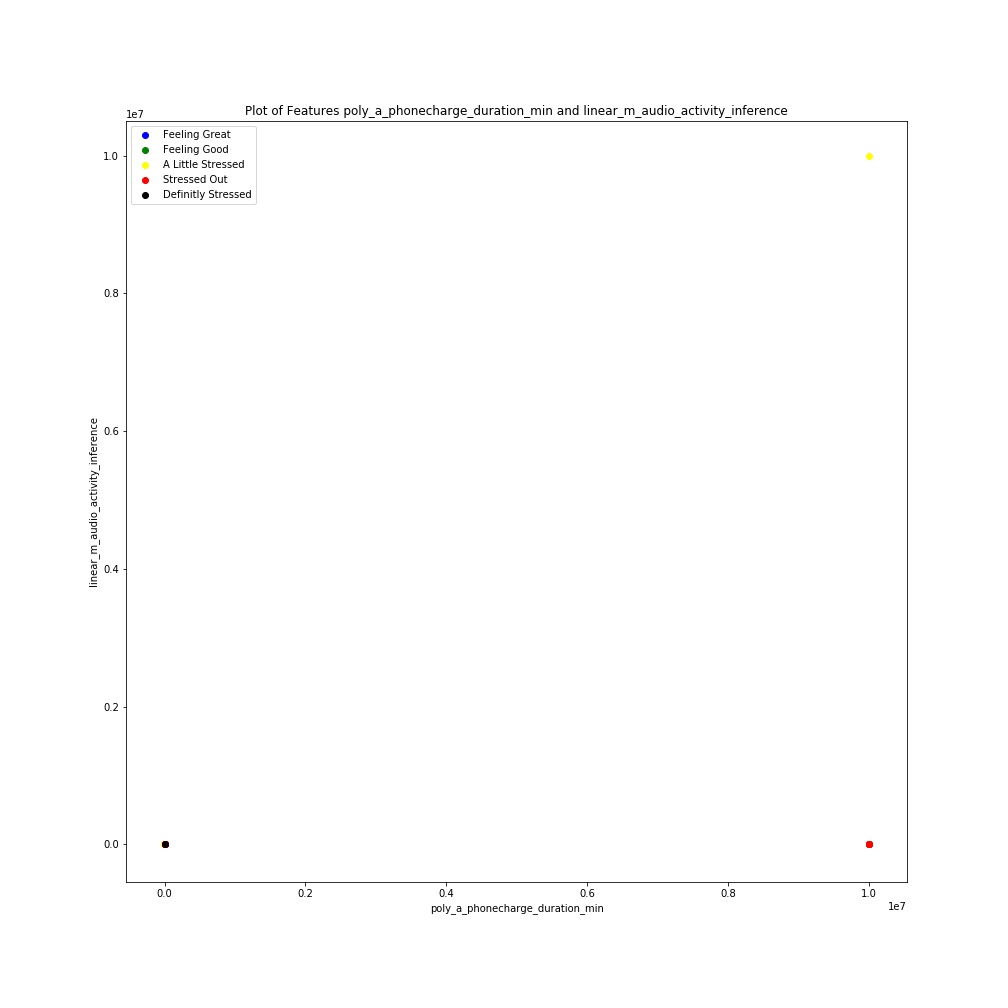 Plot of Features poly_a_phonecharge_duration_min and linear_m_audio_activity_inference
1e7
Feeling Great
Feeling Good
A Little Stressed
Stressed Out
Definitly Stressed
1.0
0.8
0.6
0.4
0.2
0.0
linear_m_audio_activity_inference
0.0 0.2 0.4 0.6 0.8 1.0
1e7
poly_a_phonecharge_duration_min